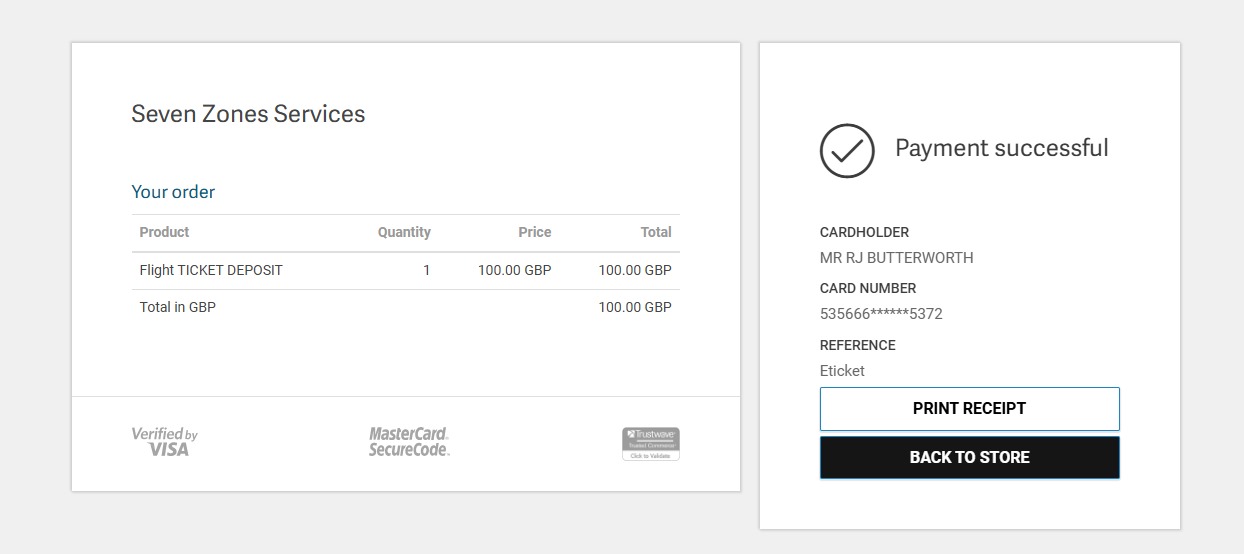 Seven Zones Services
Your order
Product Quantity Price Total
Flight TICKET DEPOSIT 1 100.00 GBP 100.00 GBP
Total in GBP 100.00 GBP
Verified by
VISA
MasterCard.
SecureCode.
Trustwave
Trusted Commerce
Click to Validate
Payment successful
CARDHOLDER
MR RJ BUTTERWORTH
CARD NUMBER
535666******5372
REFERENCE
Eticket
PRINT RECEIPT
BACK TO STORE